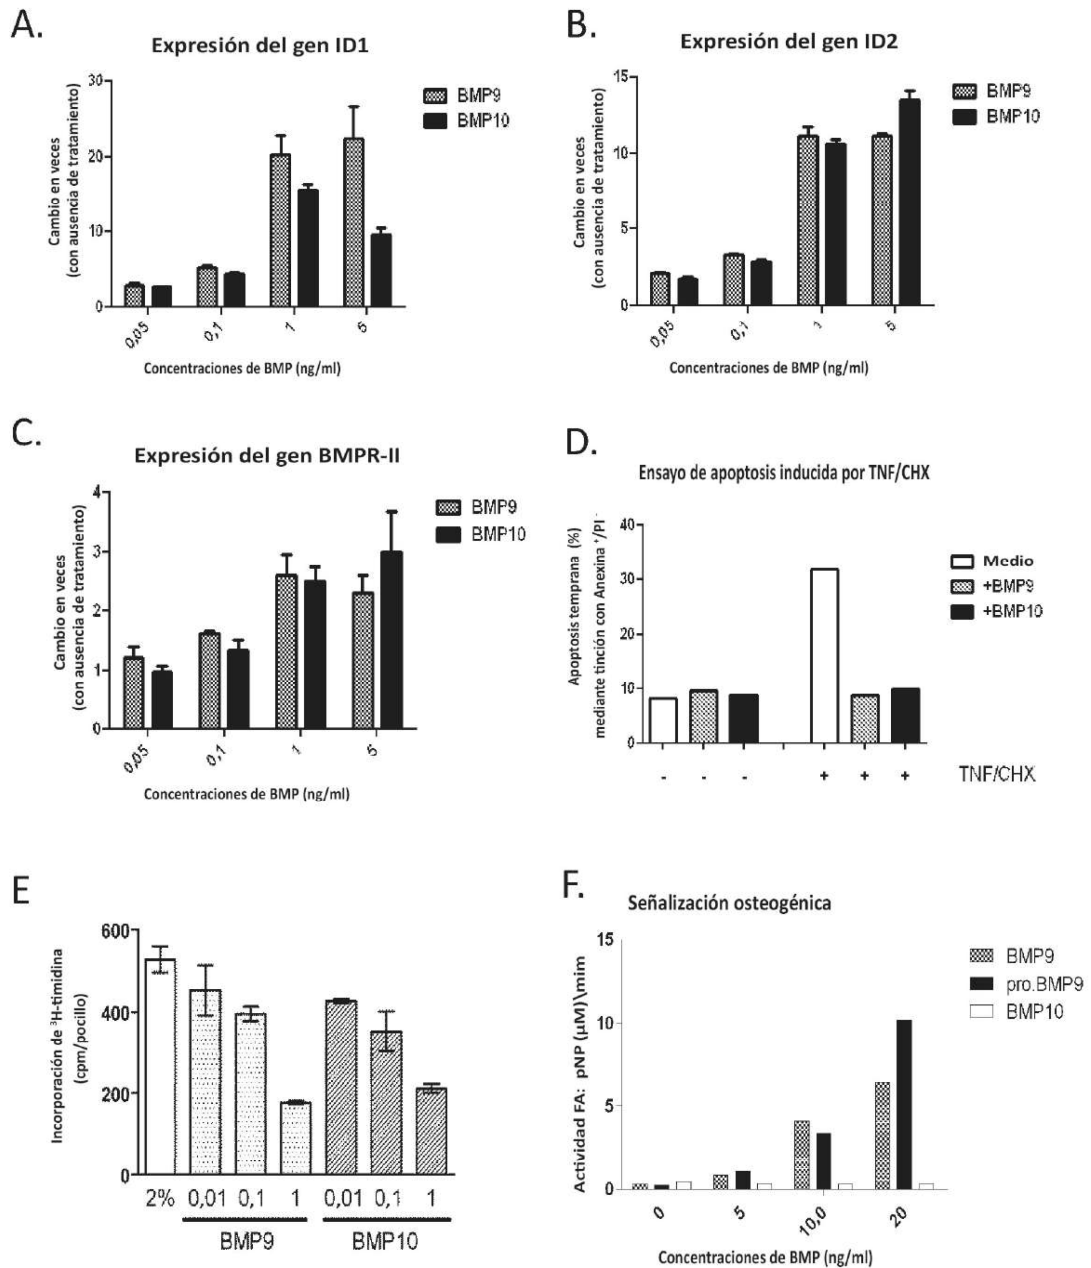 A.
Expresión del gen ID1
Cambio en veces
(con ausencia de tratamiento)
30
20
10
0
0,05
0,1
1
5
Concentraciones de BMP (ng/ml)
BMP9
BMP10
B.
Expresión del gen ID2
Cambio en veces
(con ausencia de tratamiento)
15
10
5
0
0,05
0,1
1
5
Concentraciones de BMP (ng/ml)
BMP9
BMP10
C.
Expresión del gen BMPR-II
Cambio en veces
(con ausencia de tratamiento)
4
3
2
1
0
0,05
0,1
1
5
Concentraciones de BMP (ng/ml)
BMP9
BMP10
D.
Ensayo de apoptosis inducida por TNF/CHX
Apoptosis temprana (%)
mediante tinción con Anexina⁺/PI⁻
40
30
20
10
0
- - - + + + TNF/CHX
Medio
+BMP9
+BMP10
E
Incorporación de ³H-timidina
(cpm/pocillo)
600
400
200
0
2% 0,01 0,1 1 0,01 0,1 1
BMP9 BMP10
F.
Señalización osteogénica
Actividad FA: pNP (µM)\mim
15
10
5
0
0
5
10,0
20
Concentraciones de BMP (ng/ml)
BMP9
pro.BMP9
BMP10